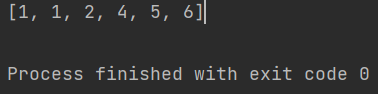 [1, 1, 2, 4, 5, 6]
Process finished with exit code 0